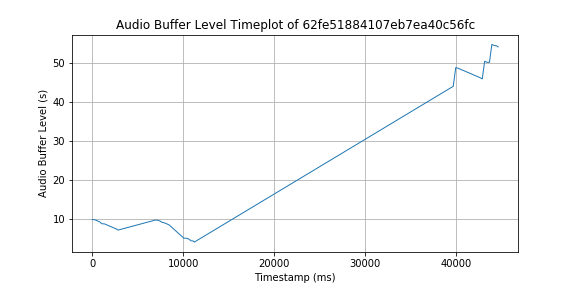 Audio Buffer Level Timeplot of 62fe51884107eb7ea40c56fc
50
40
30
20
10
Audio Buffer Level (s)
0 10000 20000 30000 40000
Timestamp (ms)